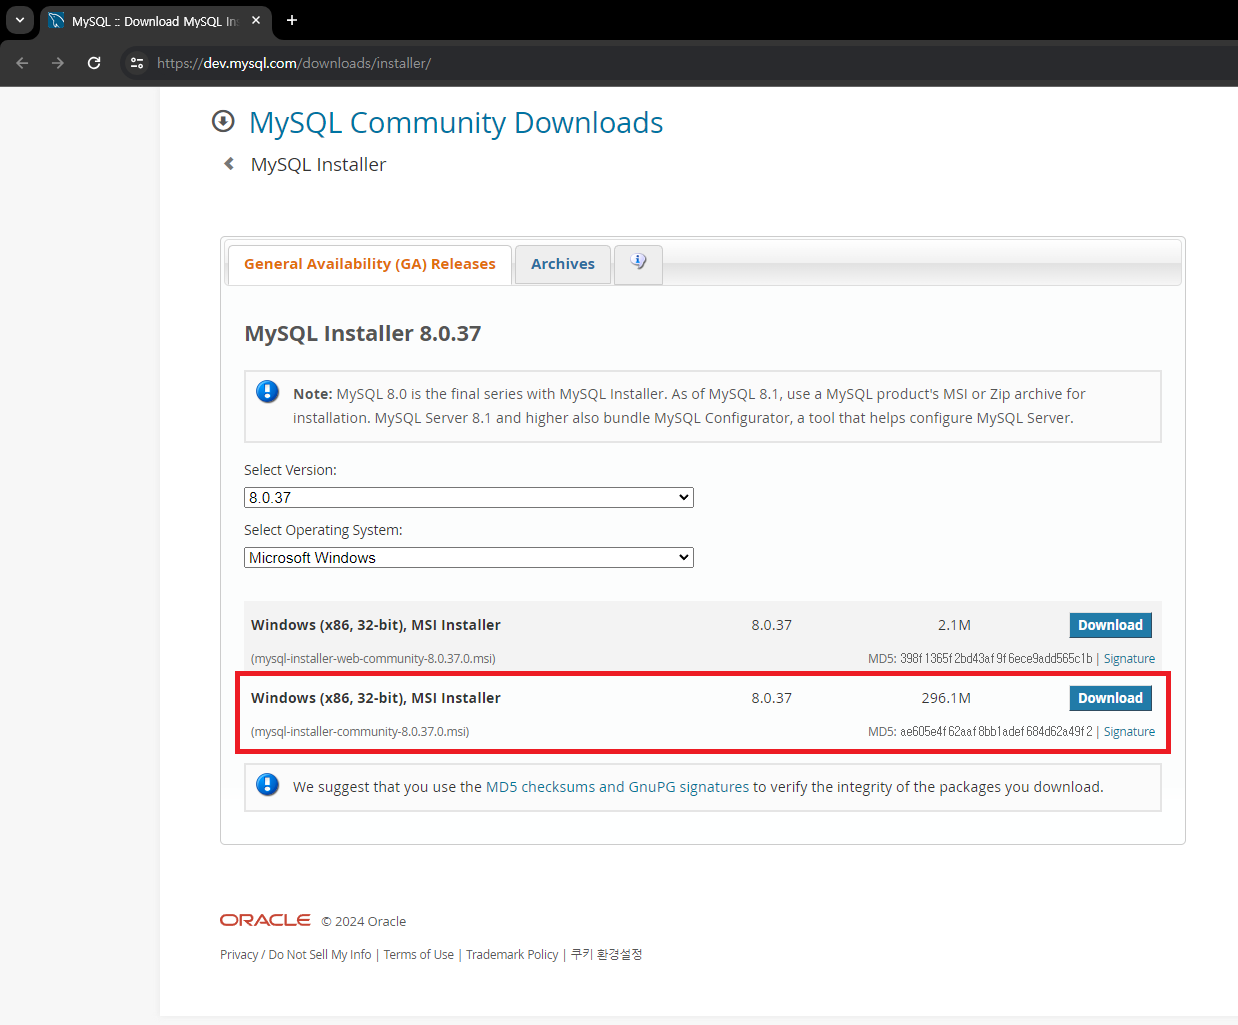 MySQL :: Download MySQL In
https://dev.mysql.com/downloads/installer/
MySQL Community Downloads
MySQL Installer
General Availability (GA) Releases
Archives
MySQL Installer 8.0.37
Note: MySQL 8.0 is the final series with MySQL Installer. As of MySQL 8.1, use a MySQL product's MSI or Zip archive for
installation. MySQL Server 8.1 and higher also bundle MySQL Configurator, a tool that helps configure MySQL Server.
Select Version:
8.0.37
Select Operating System:
Microsoft Windows
Windows (x86, 32-bit), MSI Installer 8.0.37 2.1M Download
(mysql-installer-web-community-8.0.37.0.msi) MD5: 398f1365f2bd43af9f6ece9add565c1b | Signature
Windows (x86, 32-bit), MSI Installer 8.0.37 296.1M Download
(mysql-installer-community-8.0.37.0.msi) MD5: ae605e4f62aaf8bb1adef684d62a49f2 | Signature
We suggest that you use the MD5 checksums and GnuPG signatures to verify the integrity of the packages you download.
ORACLE © 2024 Oracle
Privacy / Do Not Sell My Info | Terms of Use | Trademark Policy | 쿠키 환경설정